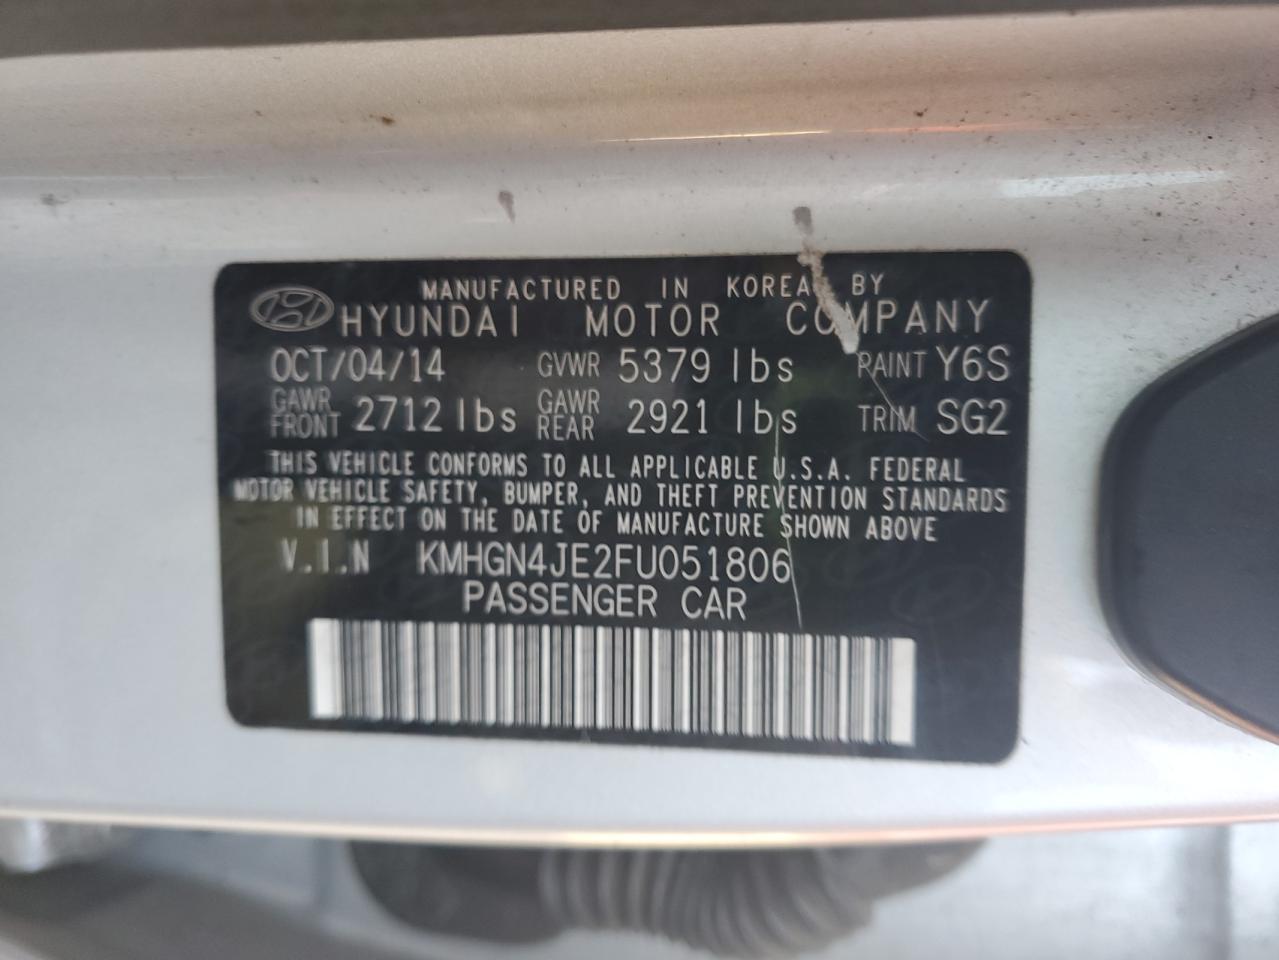 MANUFACTURED IN KOREA BY
HYUNDAI MOTOR COMPANY
OCT/04/14 GVWR 5379 lbs PAINT Y6S
GAWR FRONT 2712 lbs GAWR REAR 2921 lbs TRIM SG2
THIS VEHICLE CONFORMS TO ALL APPLICABLE U.S.A. FEDERAL
MOTOR VEHICLE SAFETY, BUMPER, AND THEFT PREVENTION STANDARDS
IN EFFECT ON THE DATE OF MANUFACTURE SHOWN ABOVE
V.I.N KMHGN4JE2FU051806
PASSENGER CAR